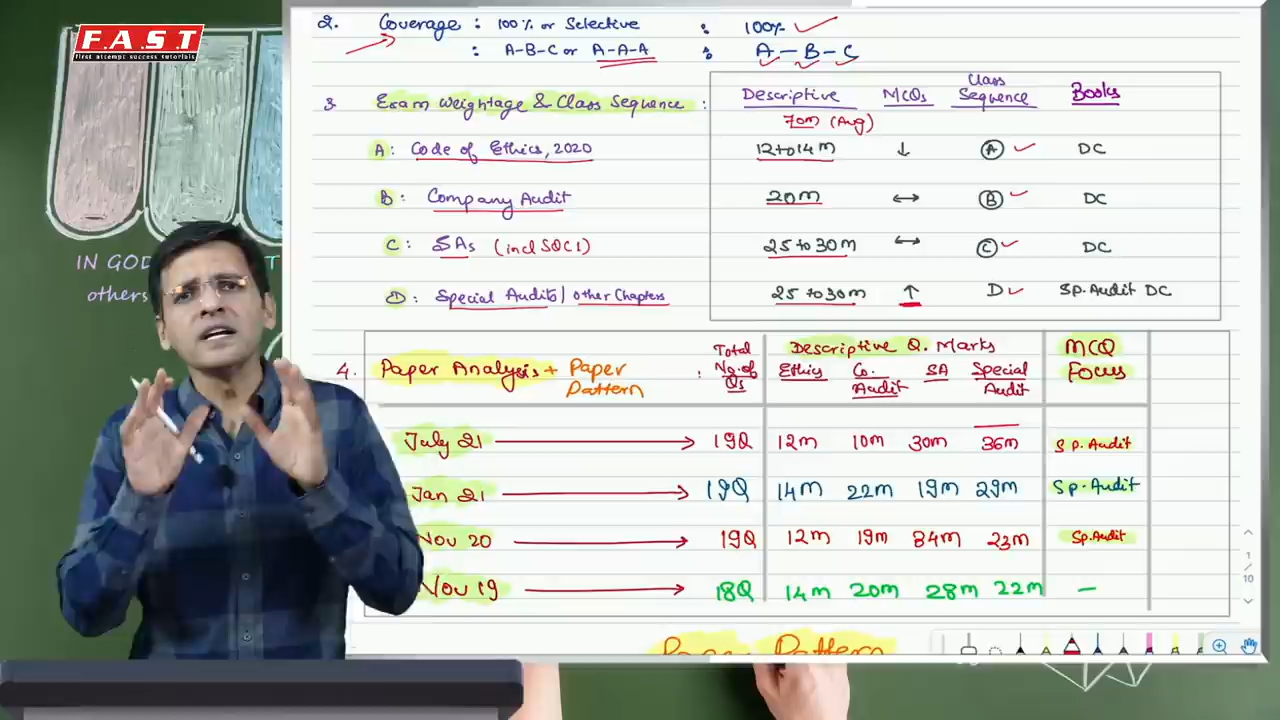 F.A.S.T
First attempt success tutorials
IN GOD T
others
2. Coverage : 100% or Selective : 100%
: A-B-C or A-A-A : A - B - C
3 Exam Weightage & Class Sequence : Descriptive MCQs Class Sequence Books
70m (Avg)
A: Code of Ethics, 2020 12 to 14m ↓ A DC
B: Company Audit 20m ↔ B DC
C: SAs (incl SQC1) 25 to 30m ↔ C DC
D: Special Audits/ other Chapters 25 to 30m ↑ D Sp. Audit DC
4. Paper Analysis + Paper Pattern : Total No. of Qs Descriptive Q. Marks MCQ Focus
Ethics Co. Audit SA Special Audit
July 21 → 19Q 12m 10m 30m 36m Sp. Audit
Jan 21 → 19Q 14m 22m 19m 29m Sp. Audit
Nov 20 → 19Q 12m 19m 34m 23m Sp. Audit
Nov 19 → 18Q 14m 20m 28m 22m -
Paper Pattern
1
/
10